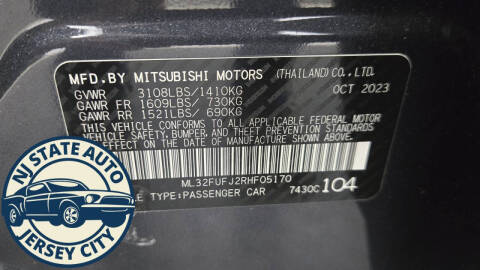 MFD.BY MITSUBISHI MOTORS (THAILAND) CO., LTD.
GVWR 3108LBS/1410KG OCT 2023
GAWR FR 1609LBS/ 730KG
GAWR RR 1521LBS/ 690KG
THIS VEHICLE CONFORMS TO ALL APPLICABLE FEDERAL MOTOR
VEHICLE SAFETY, BUMPER, AND THEFT PREVENTION STANDARDS
IN EFFECT ON THE DATE OF MANUFACTURE SHOWN ABOVE.
ML32FUFJ2RHF05170
E TYPE:PASSENGER CAR 7430C 104
NJ STATE AUTO
JERSEY CITY